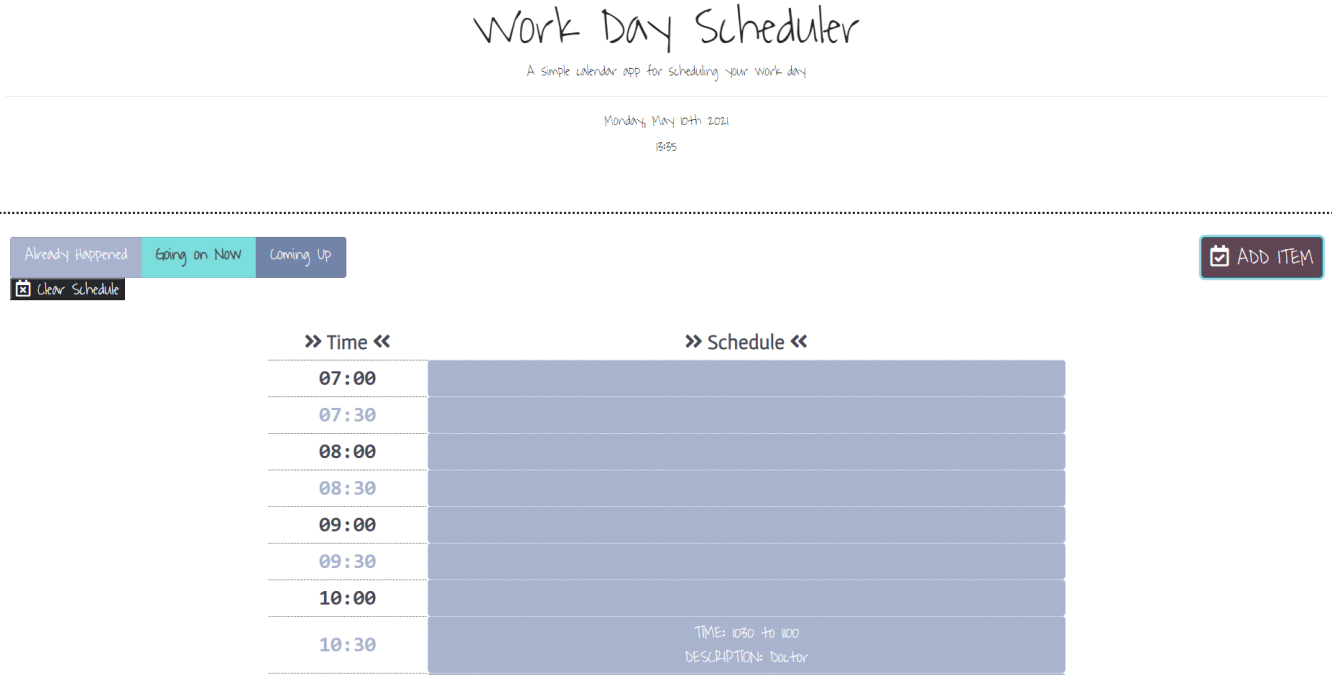 Work Day Scheduler
A simple calendar app for scheduling your work day
Monday, May 10th 2021
13:35
Already Happened Going on Now Coming Up
ADD ITEM
Clear Schedule
Time Schedule
07:00
07:30
08:00
08:30
09:00
09:30
10:00
TIME: 1030 to 1100
10:30
DESCRIPTION: Doctor